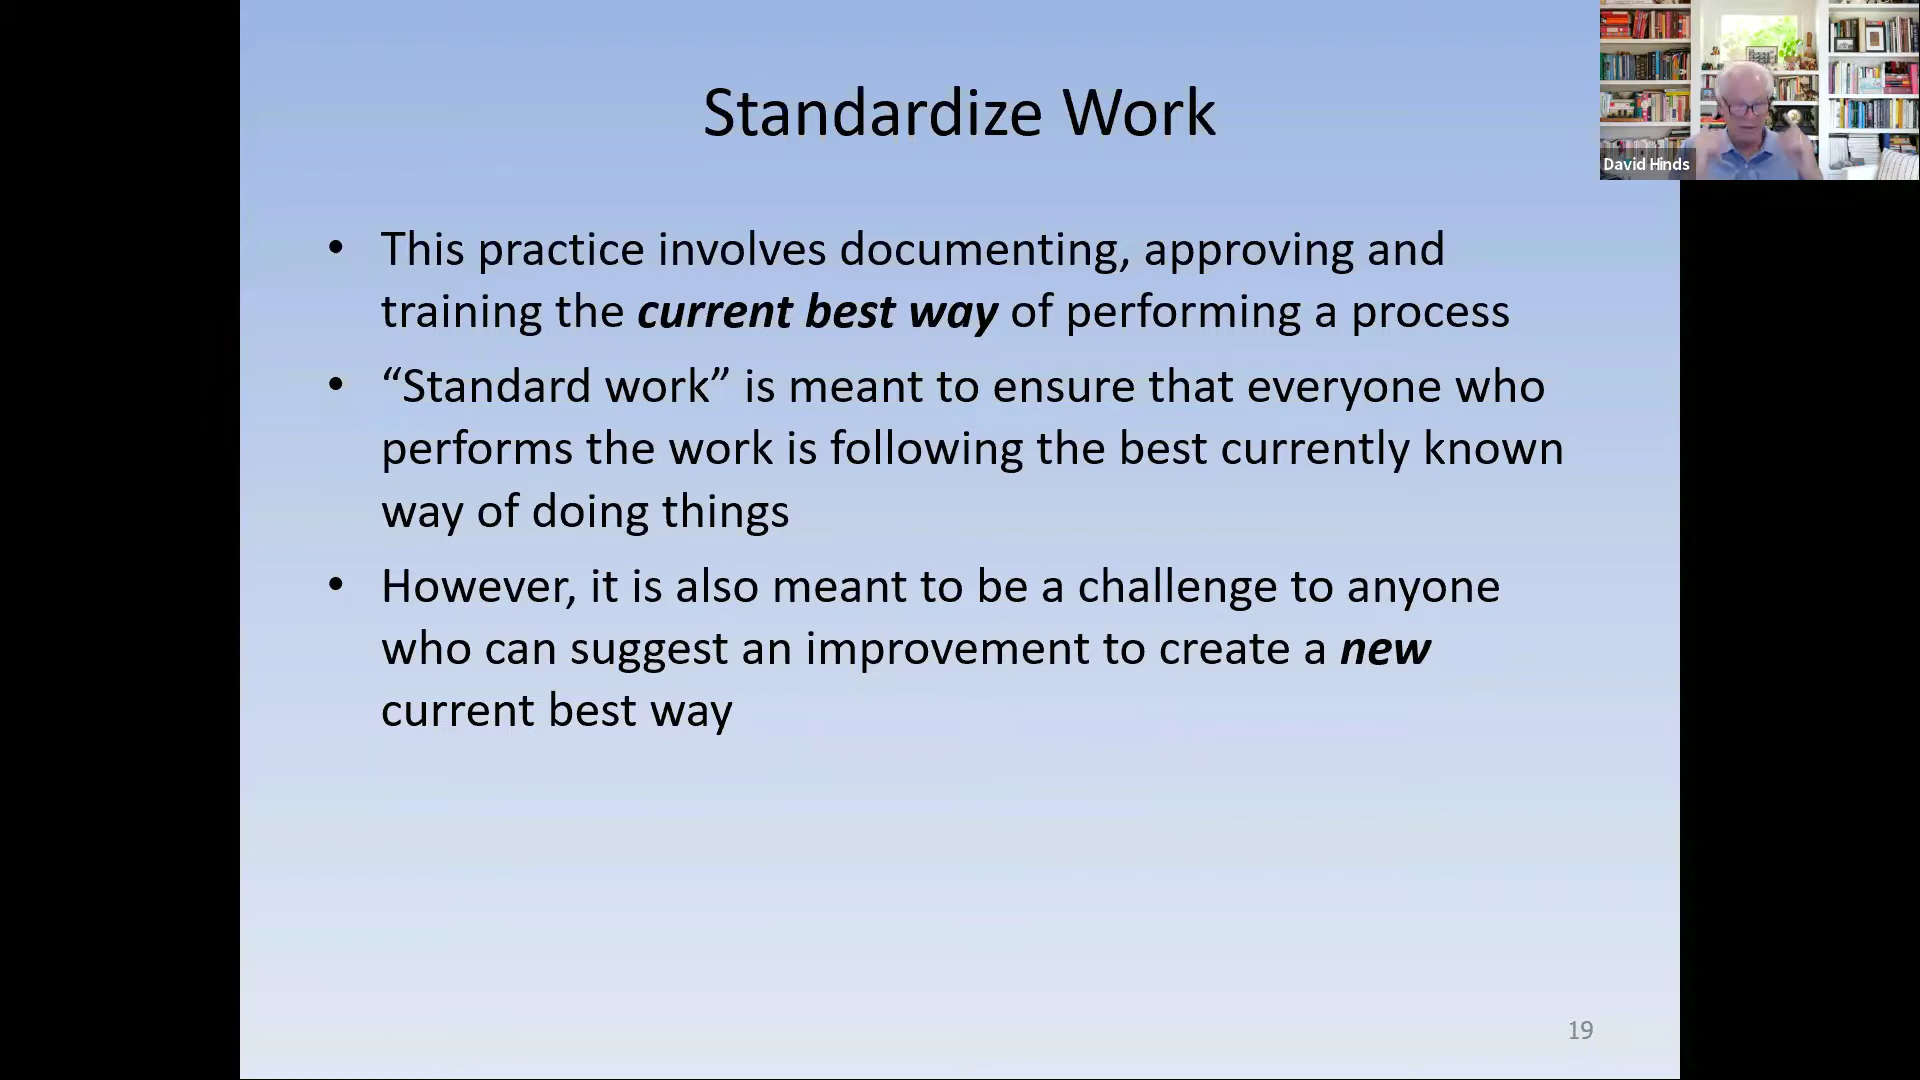 Standardize Work
David Hinds
• This practice involves documenting, approving and
training the current best way of performing a process
• “Standard work” is meant to ensure that everyone who
performs the work is following the best currently known
way of doing things
• However, it is also meant to be a challenge to anyone
who can suggest an improvement to create a new
current best way
19